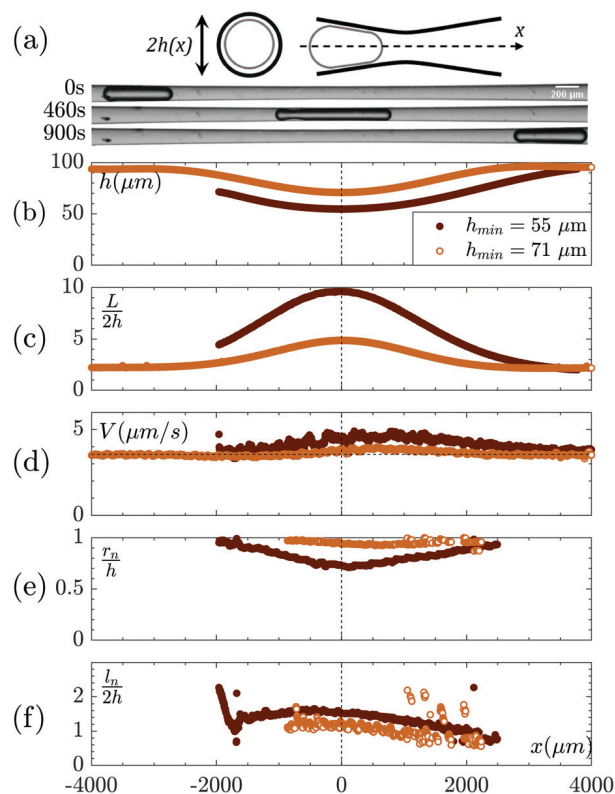 (a)
2h(x)
x
0s
200 μm
460s
900s
(b)
h(μm)
100
50
h_min = 55 μm
h_min = 71 μm
(c)
L/2h
10
5
0
(d)
V(μm/s)
5
0
(e)
r_n/h
1
0.5
0
(f)
l_n/2h
2
1
0
x(μm)
-4000 -2000 0 2000 4000